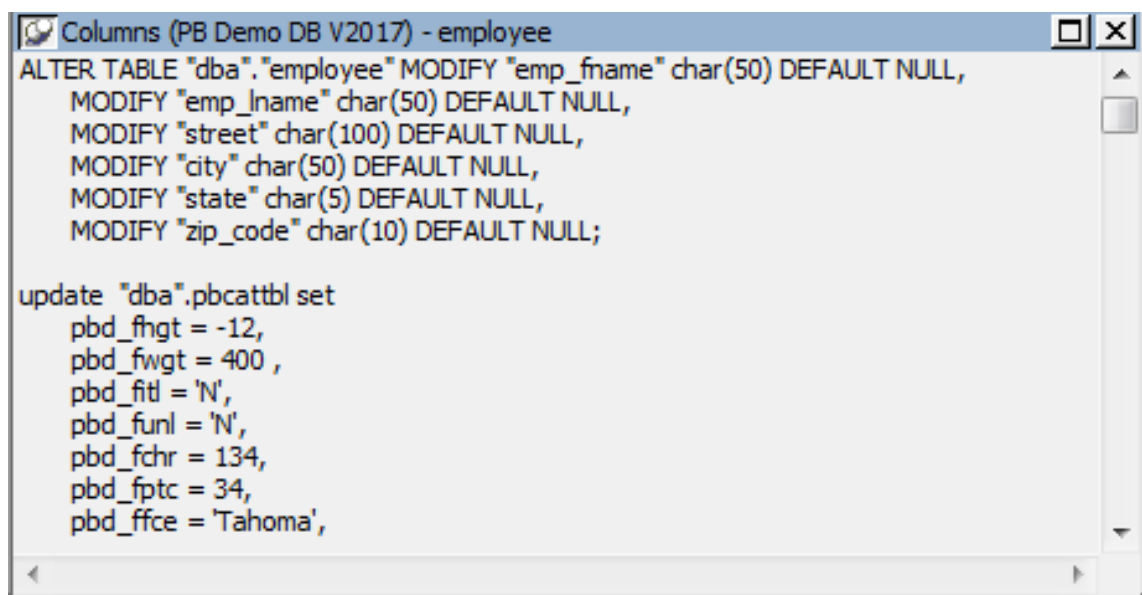 Columns (PB Demo DB V2017) - employee
ALTER TABLE "dba"."employee" MODIFY "emp_fname" char(50) DEFAULT NULL,
MODIFY "emp_lname" char(50) DEFAULT NULL,
MODIFY "street" char(100) DEFAULT NULL,
MODIFY "city" char(50) DEFAULT NULL,
MODIFY "state" char(5) DEFAULT NULL,
MODIFY "zip_code" char(10) DEFAULT NULL;
update "dba".pbcattbl set
pbd_fhgt = -12,
pbd_fwgt = 400 ,
pbd_fitl = 'N',
pbd_funl = 'N',
pbd_fchr = 134,
pbd_fptc = 34,
pbd_ffce = 'Tahoma',